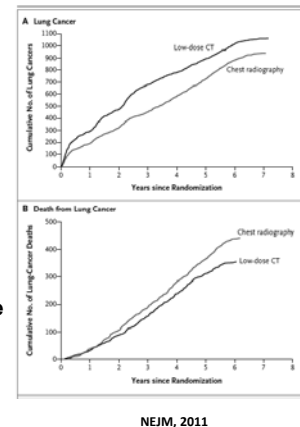 A Lung Cancer
Cumulative No. of Lung Cancers
1100
1000
900
800
700
600
500
400
300
200
100
0
Low-dose CT
Chest radiography
0 1 2 3 4 5 6 7 8
Years since Randomization
B Death from Lung Cancer
Cumulative No. of Lung-Cancer Deaths
500
400
300
200
100
0
Chest radiography
Low-dose CT
0 1 2 3 4 5 6 7 8
Years since Randomization
e
NEJM, 2011